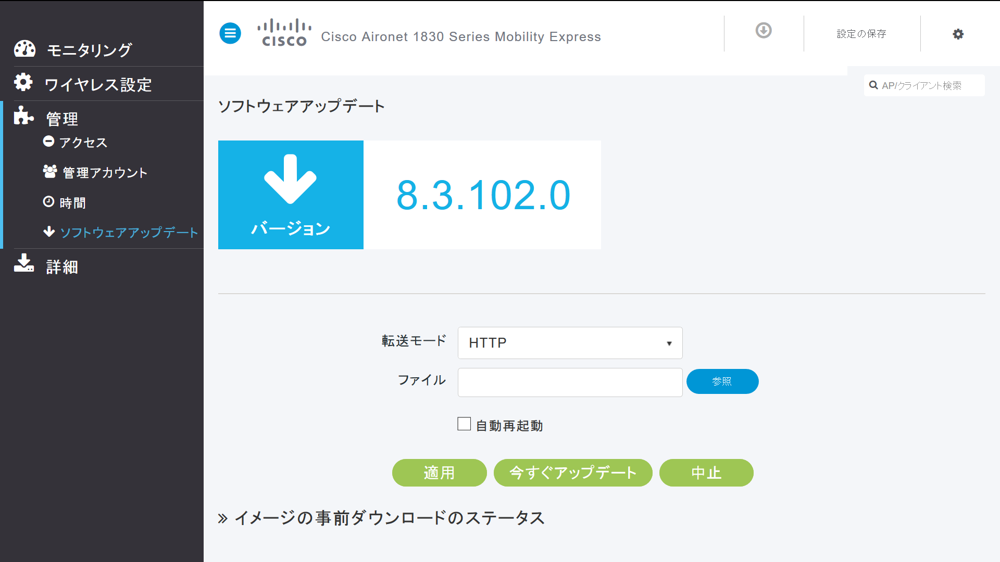 モニタリング
ワイヤレス設定
管理
アクセス
管理アカウント
時間
ソフトウェアアップデート
詳細
CISCO Cisco Aironet 1830 Series Mobility Express
設定の保存
AP/クライアント検索
ソフトウェアアップデート
バージョン
8.3.102.0
転送モード HTTP
ファイル 参照
自動再起動
適用 今すぐアップデート 中止
» イメージの事前ダウンロードのステータス